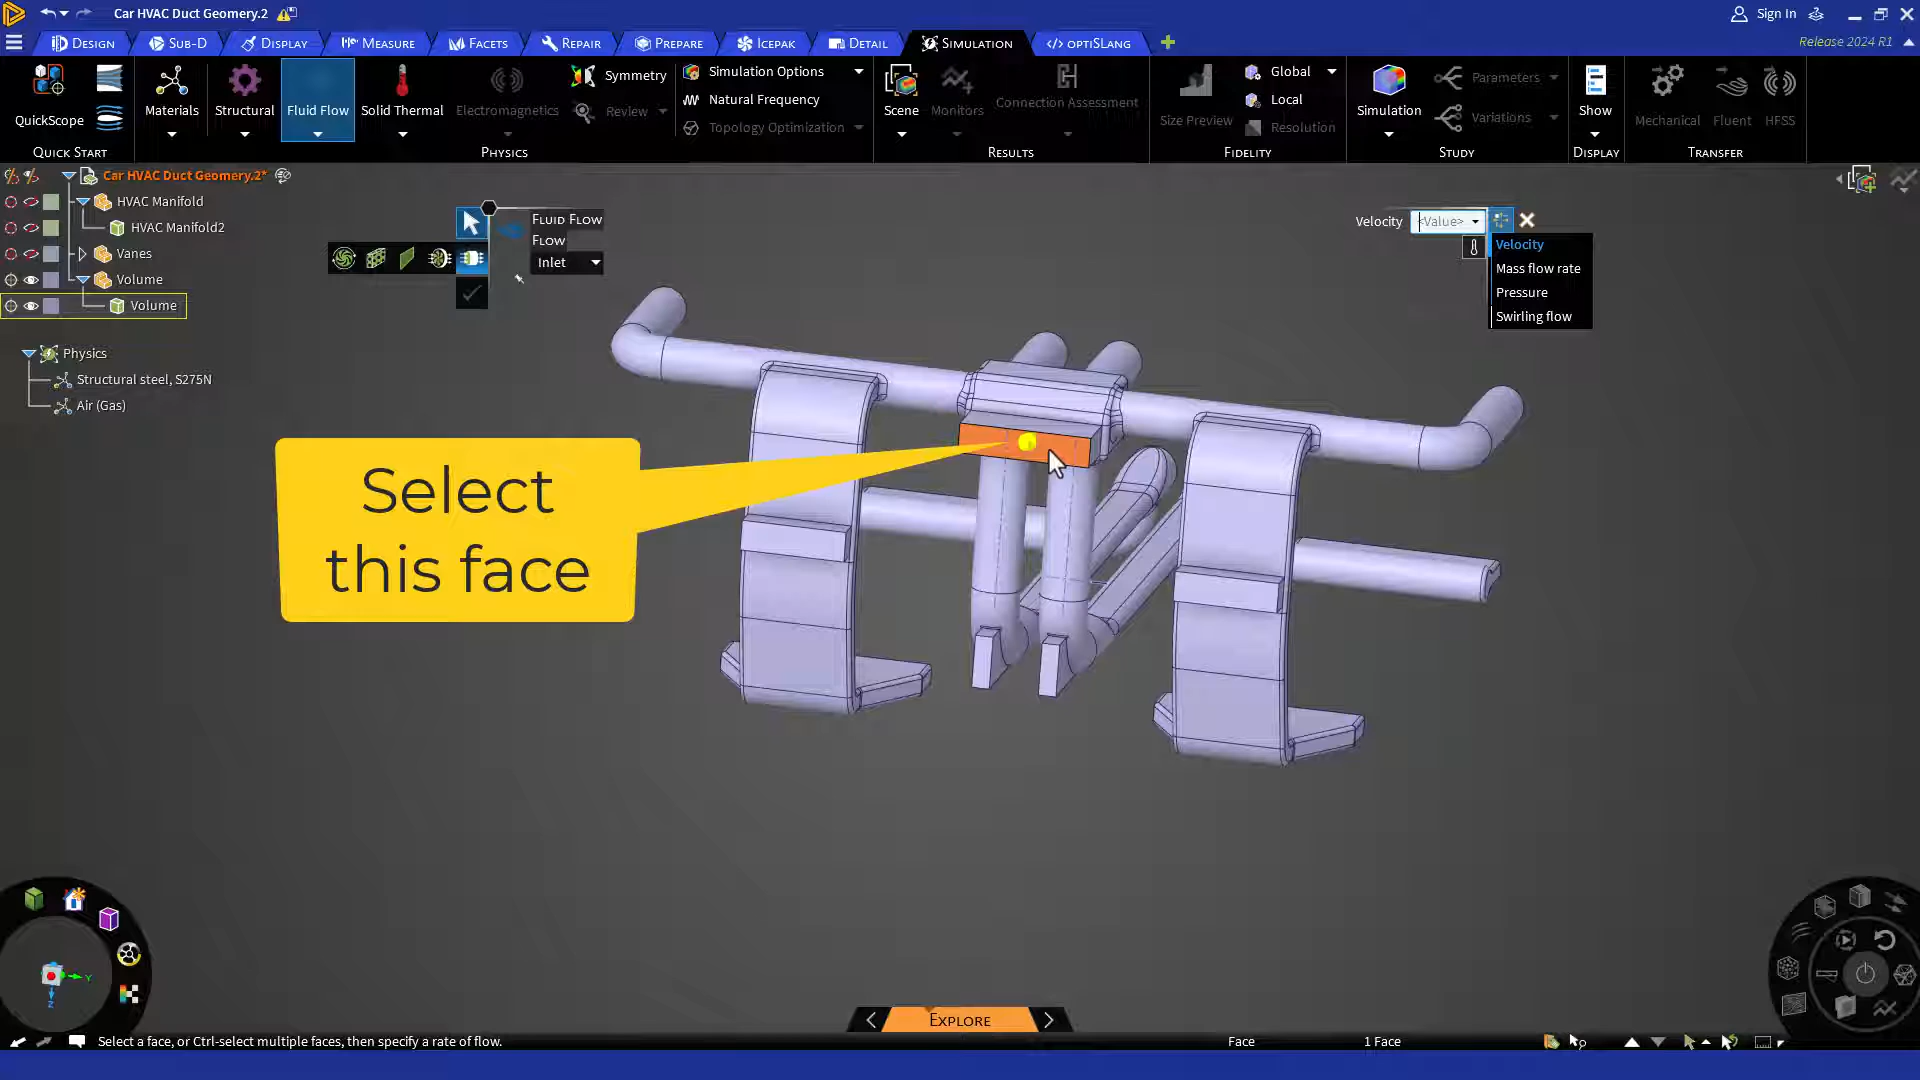 Car HVAC Duct Geometry.2
Sign In
Design
Sub-D
Display
Measure
Facets
Repair
Prepare
Icepak
Detail
Simulation
optiSLang
Release 2024 R1
QuickScope
Quick Start
Materials
Structural
Fluid Flow
Solid Thermal
Electromagnetics
Symmetry
Review
Physics
Simulation Options
Natural Frequency
Topology Optimization
Scene
Monitors
Connection Assessment
Results
Size Preview
Global
Local
Resolution
Fidelity
Simulation
Parameters
Variations
Study
Show
Display
Mechanical
Fluent
HFSS
Transfer
Car HVAC Duct Geometry.2*
HVAC Manifold
HVAC Manifold2
Vanes
Volume
Volume
Physics
Structural steel, S275N
Air (Gas)
Fluid Flow
Flow
Inlet
Velocity
<Value>
Velocity
Mass flow rate
Pressure
Swirling flow
Select
this face
Y
Z
Explore
Select a face, or Ctrl-select multiple faces, then specify a rate of flow.
Face
1 Face